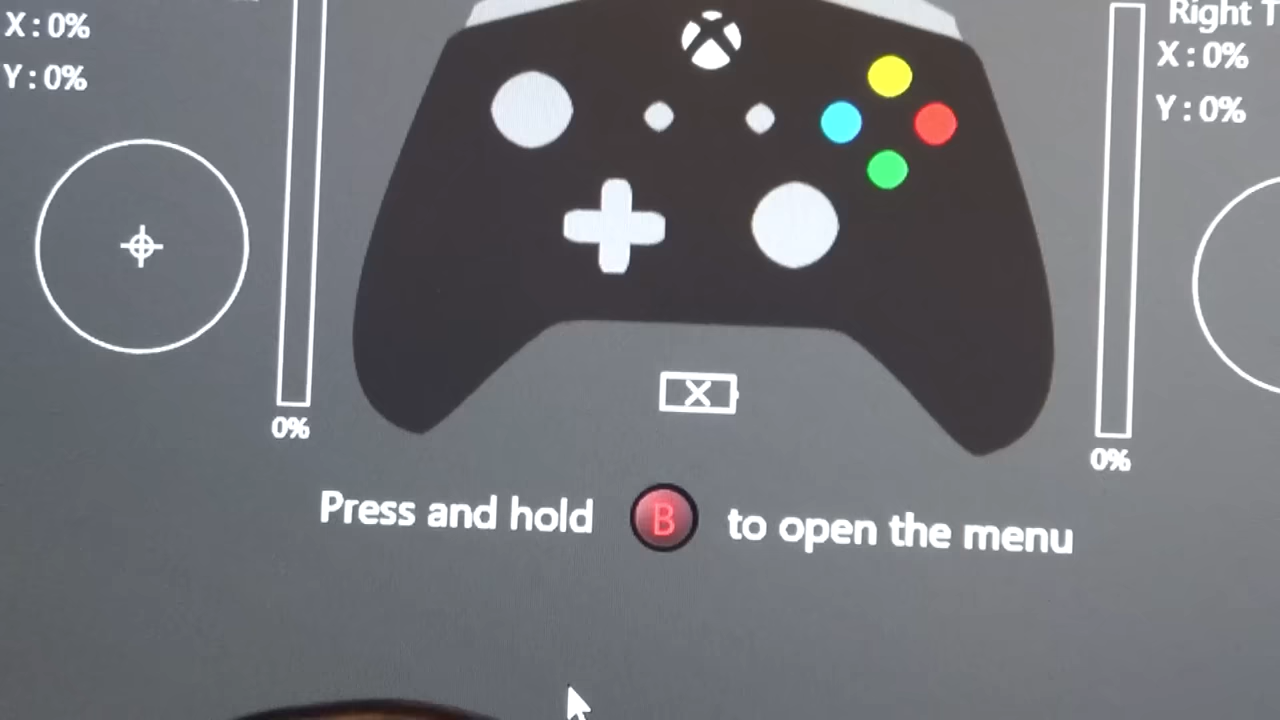 X:0%
Y:0%
Right T
X:0%
Y:0%
0%
0%
Press and hold B to open the menu